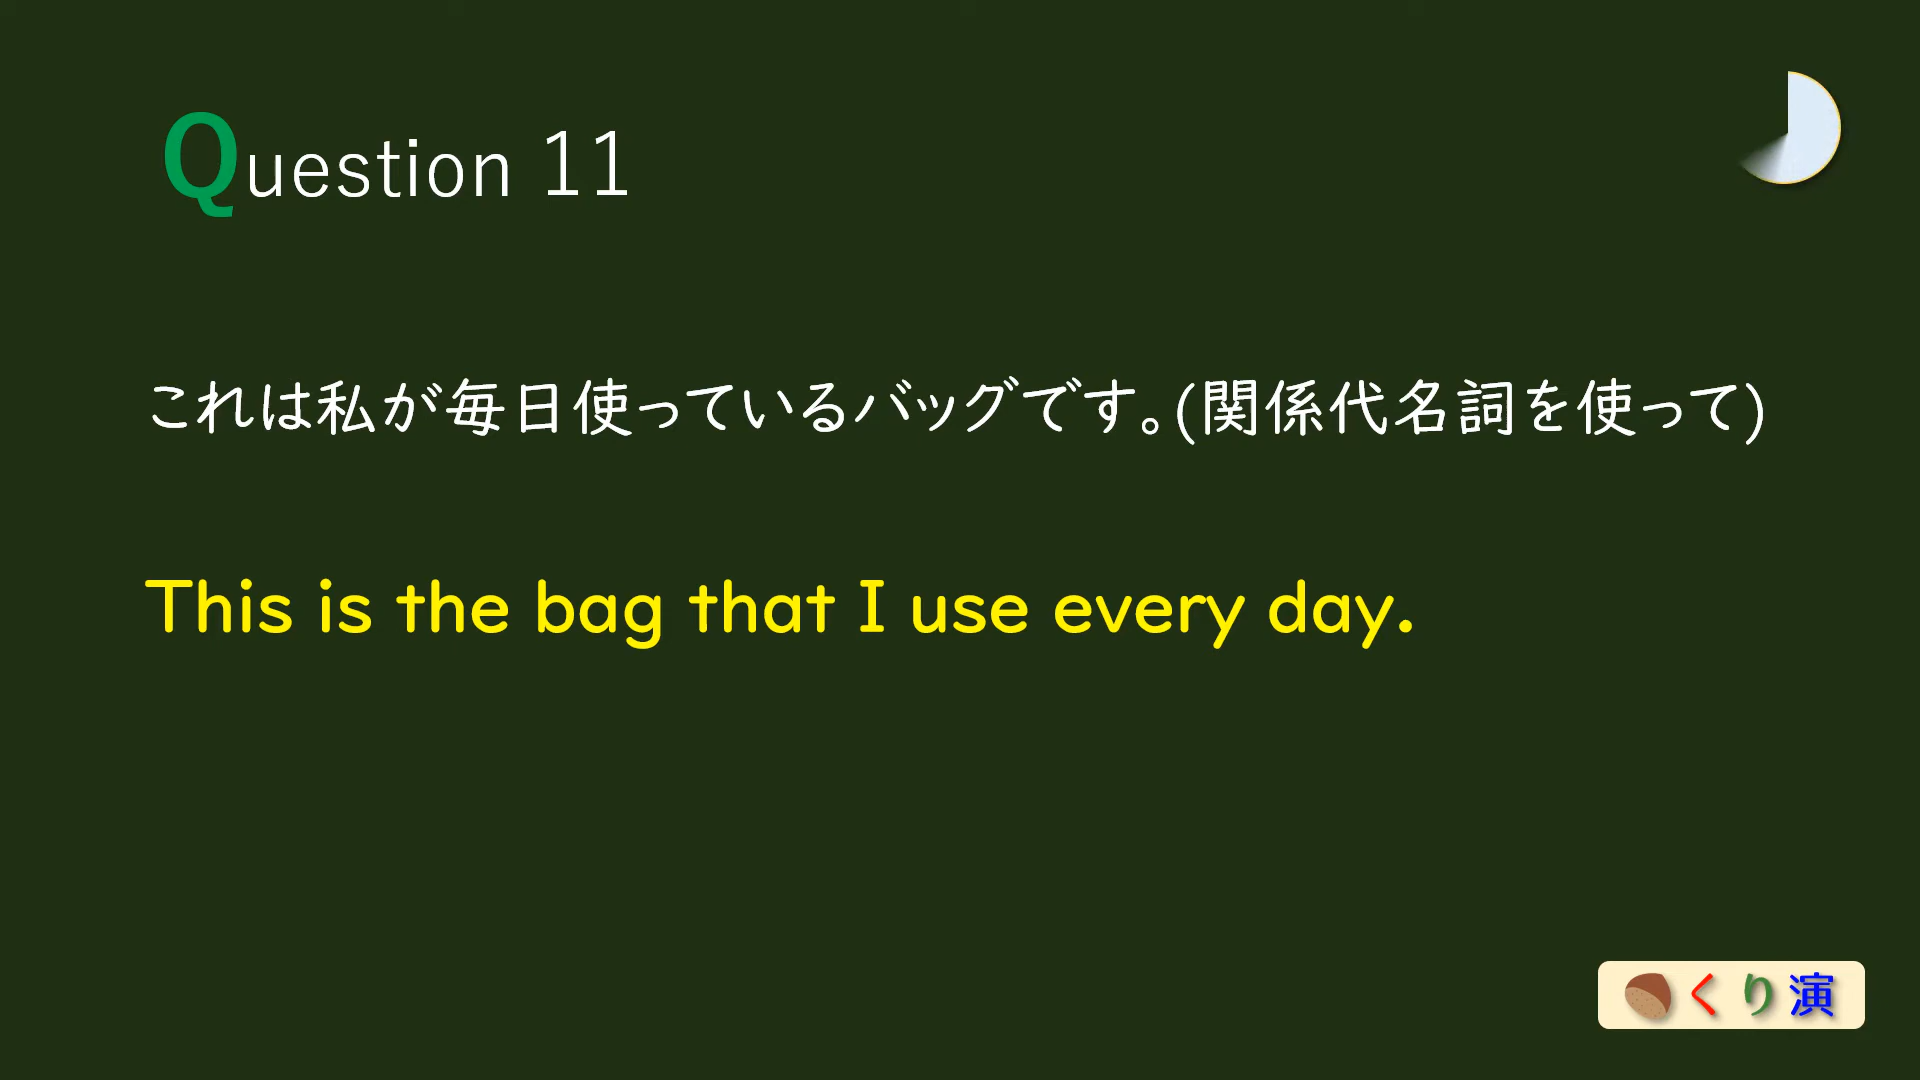 Question 11
これは私が毎日使っているバッグです。(関係代名詞を使って)
This is the bag that I use every day.
くり演